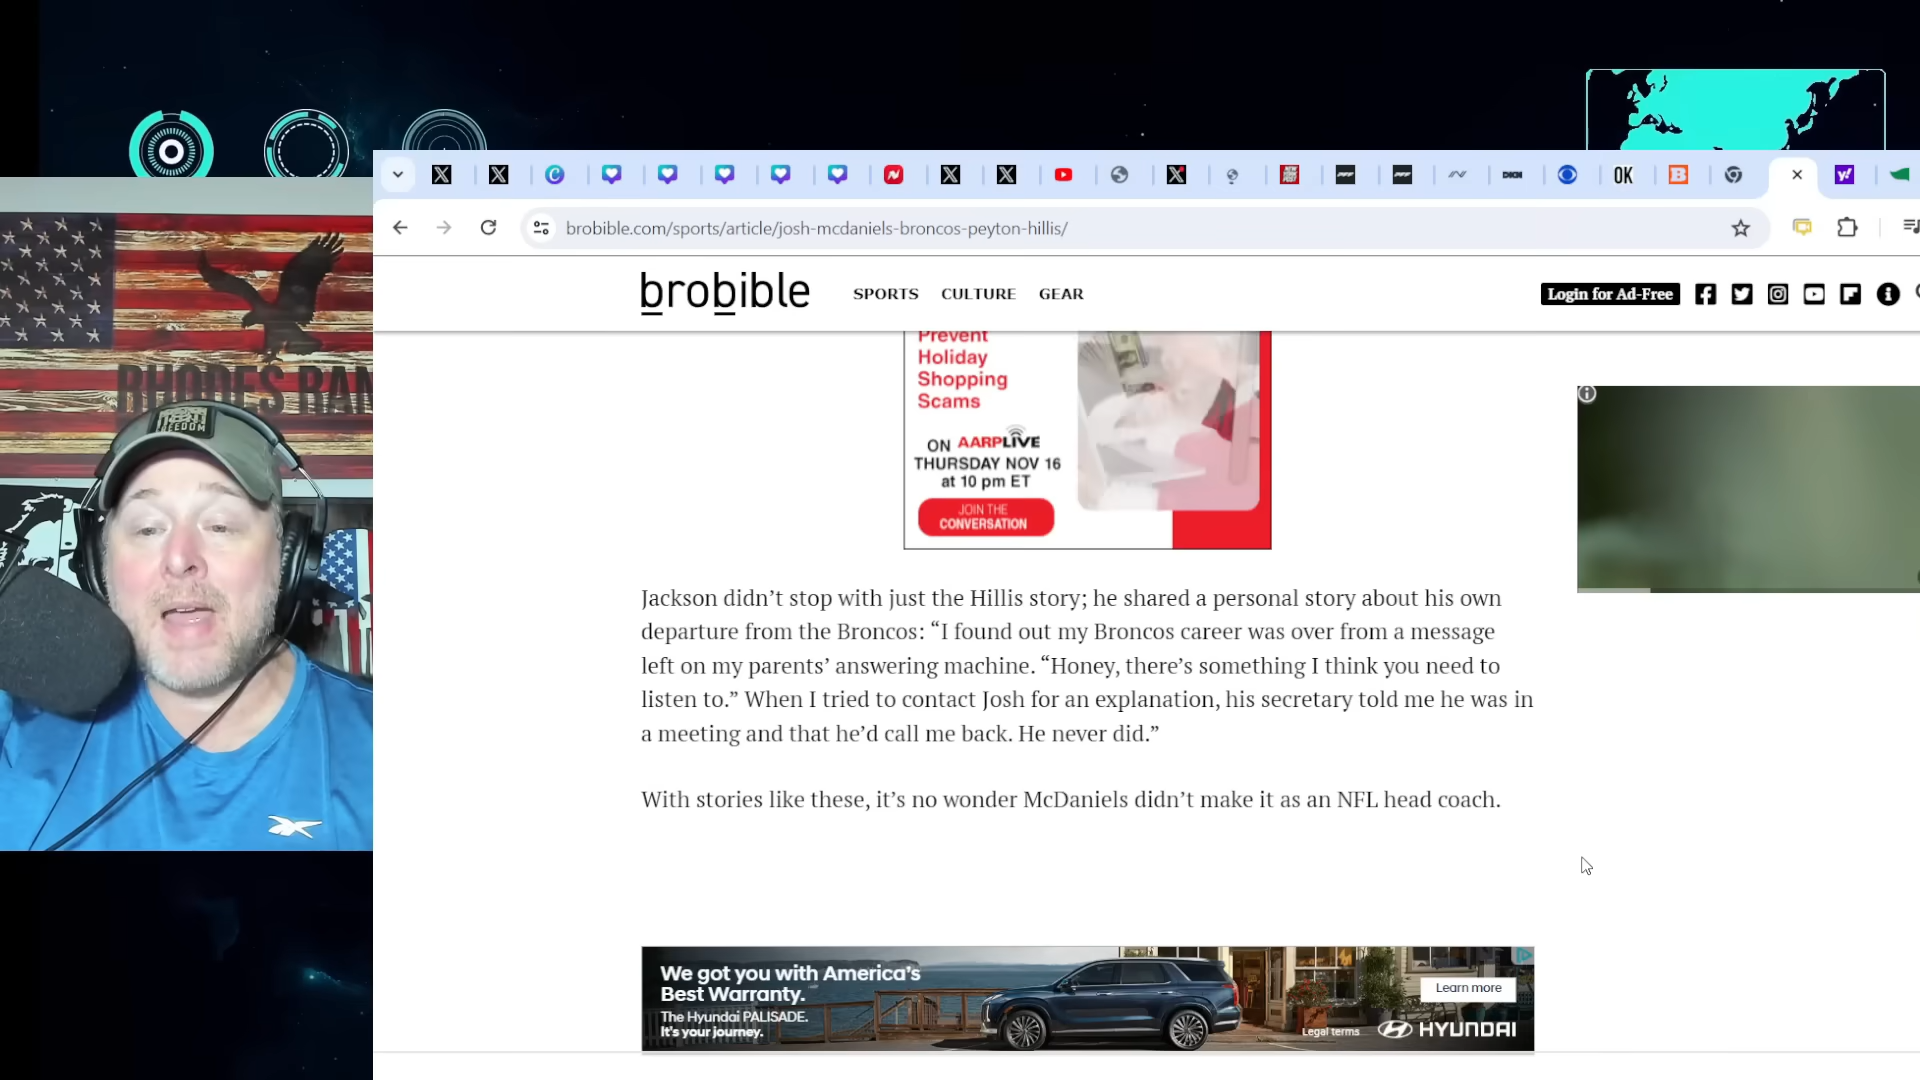 brobible.com/sports/article/josh-mcdaniels-broncos-peyton-hillis/
OK
brobible
SPORTS CULTURE GEAR
Login for Ad-Free
RHODES RAN
FREEDOM
Prevent
Holiday
Shopping
Scams
ON AARPLIVE
THURSDAY NOV 16
at 10 pm ET
JOIN THE
CONVERSATION
Jackson didn’t stop with just the Hillis story; he shared a personal story about his own
departure from the Broncos: “I found out my Broncos career was over from a message
left on my parents’ answering machine. “Honey, there’s something I think you need to
listen to.” When I tried to contact Josh for an explanation, his secretary told me he was in
a meeting and that he’d call me back. He never did.”
With stories like these, it’s no wonder McDaniels didn’t make it as an NFL head coach.
We got you with America’s
Best Warranty.
The Hyundai PALISADE.
It’s your journey.
Learn more
Legal terms
HYUNDAI